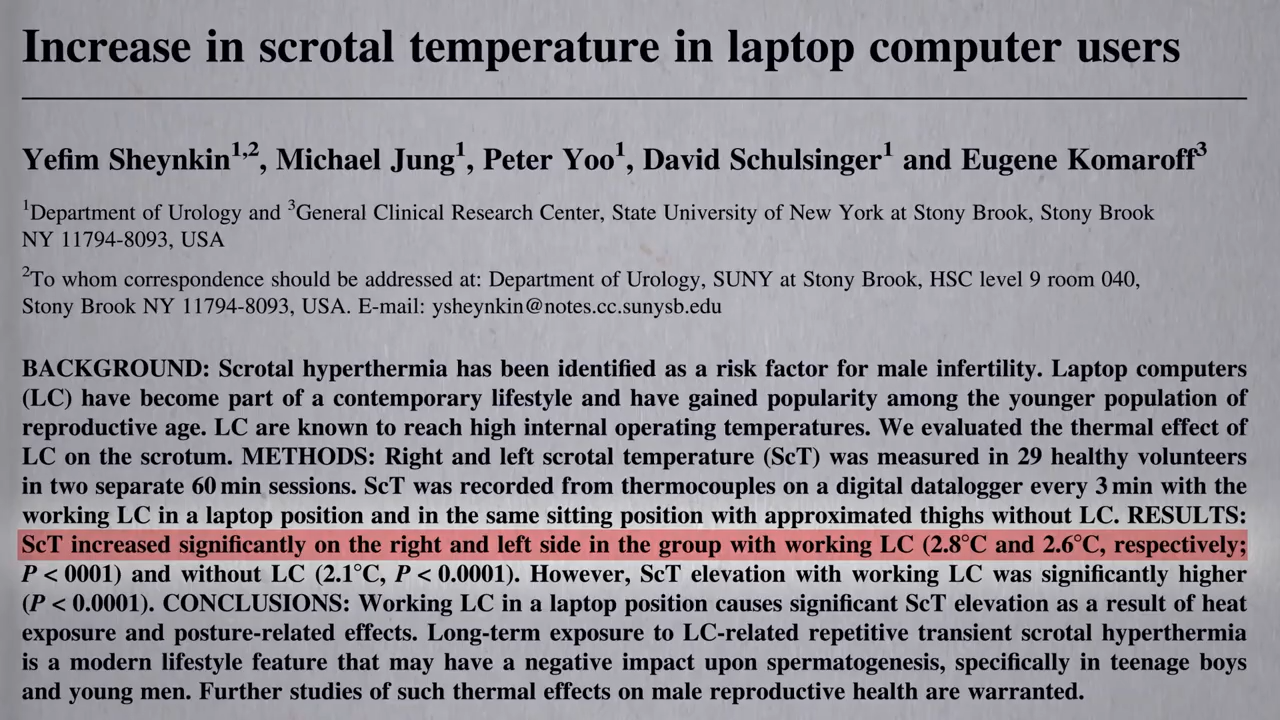 Increase in scrotal temperature in laptop computer users
Yefim Sheynkin1,2, Michael Jung1, Peter Yoo1, David Schulsinger1 and Eugene Komaroff3
1Department of Urology and 3General Clinical Research Center, State University of New York at Stony Brook, Stony Brook
NY 11794-8093, USA
2To whom correspondence should be addressed at: Department of Urology, SUNY at Stony Brook, HSC level 9 room 040,
Stony Brook NY 11794-8093, USA. E-mail: ysheynkin@notes.cc.sunysb.edu
BACKGROUND: Scrotal hyperthermia has been identified as a risk factor for male infertility. Laptop computers
(LC) have become part of a contemporary lifestyle and have gained popularity among the younger population of
reproductive age. LC are known to reach high internal operating temperatures. We evaluated the thermal effect of
LC on the scrotum. METHODS: Right and left scrotal temperature (ScT) was measured in 29 healthy volunteers
in two separate 60 min sessions. ScT was recorded from thermocouples on a digital datalogger every 3 min with the
working LC in a laptop position and in the same sitting position with approximated thighs without LC. RESULTS:
ScT increased significantly on the right and left side in the group with working LC (2.8°C and 2.6°C, respectively;
P < 0001) and without LC (2.1°C, P < 0.0001). However, ScT elevation with working LC was significantly higher
(P < 0.0001). CONCLUSIONS: Working LC in a laptop position causes significant ScT elevation as a result of heat
exposure and posture-related effects. Long-term exposure to LC-related repetitive transient scrotal hyperthermia
is a modern lifestyle feature that may have a negative impact upon spermatogenesis, specifically in teenage boys
and young men. Further studies of such thermal effects on male reproductive health are warranted.